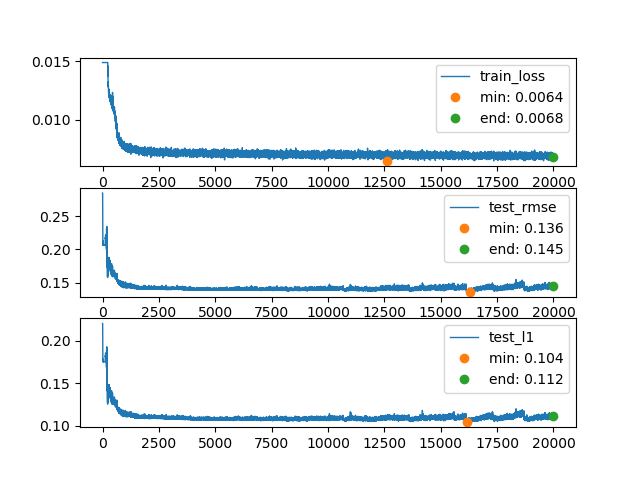 0.015
0.010
train_loss
min: 0.0064
end: 0.0068
0 2500 5000 7500 10000 12500 15000 17500 20000
0.25
0.20
0.15
test_rmse
min: 0.136
end: 0.145
0 2500 5000 7500 10000 12500 15000 17500 20000
0.20
0.15
0.10
test_l1
min: 0.104
end: 0.112
0 2500 5000 7500 10000 12500 15000 17500 20000